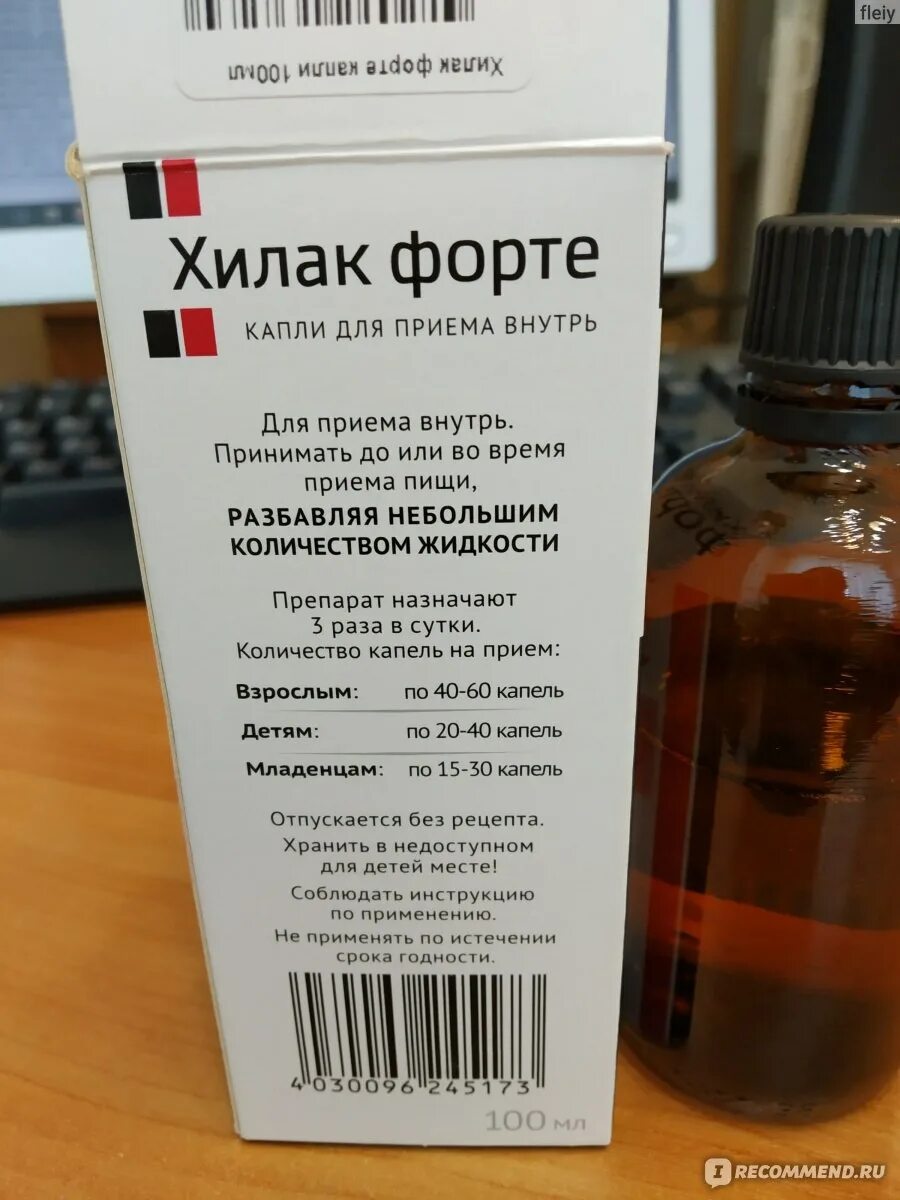 fleiy
Хилак форте капли 100мл
Хилак форте
КАПЛИ ДЛЯ ПРИЕМА ВНУТРЬ
Для приема внутрь.
Принимать до или во время
приема пищи,
РАЗБАВЛЯЯ НЕБОЛЬШИМ
КОЛИЧЕСТВОМ ЖИДКОСТИ
Препарат назначают
3 раза в сутки.
Количество капель на прием:
Взрослым: по 40-60 капель
Детям: по 20-40 капель
Младенцам: по 15-30 капель
Отпускается без рецепта.
Хранить в недоступном
для детей месте!
Соблюдать инструкцию
по применению.
Не применять по истечении
срока годности.
4 030096 245173
100 мл
I RECOMMEND.RU